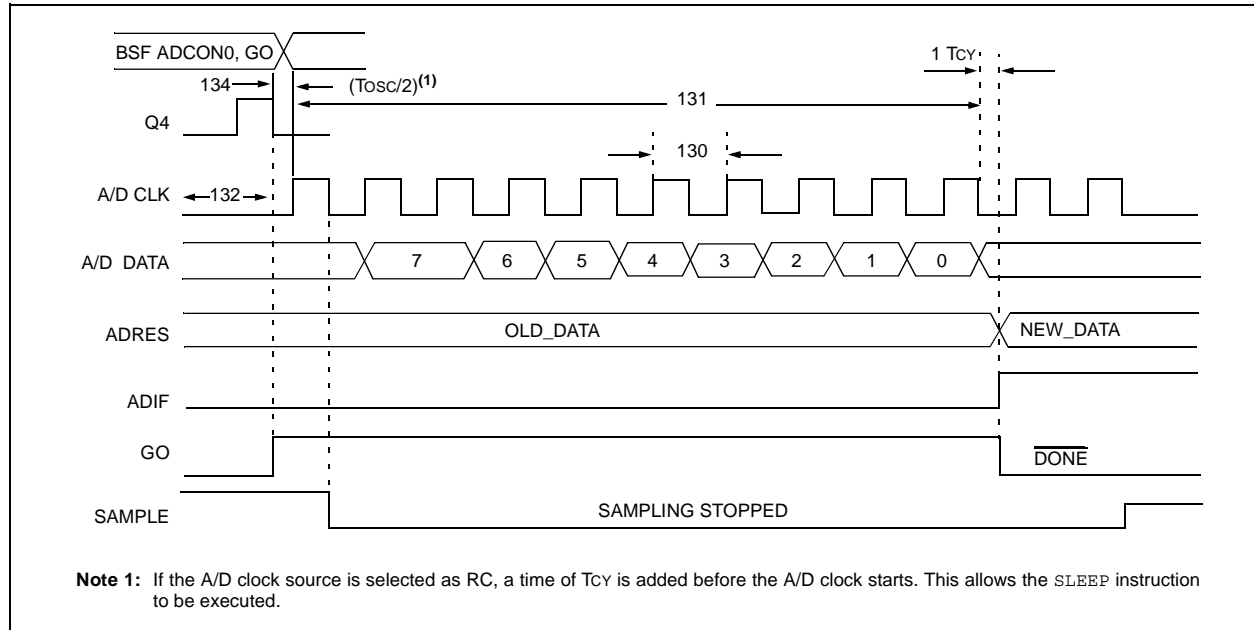 BSF ADCON0, GO
1 TCY
134
(TOSC/2)(1)
131
Q4
130
A/D CLK
132
A/D DATA
7 6 5 4 3 2 1 0
ADRES
OLD_DATA
NEW_DATA
ADIF
GO
DONE
SAMPLE
SAMPLING STOPPED
Note 1: If the A/D clock source is selected as RC, a time of TCY is added before the A/D clock starts. This allows the SLEEP instruction
to be executed.